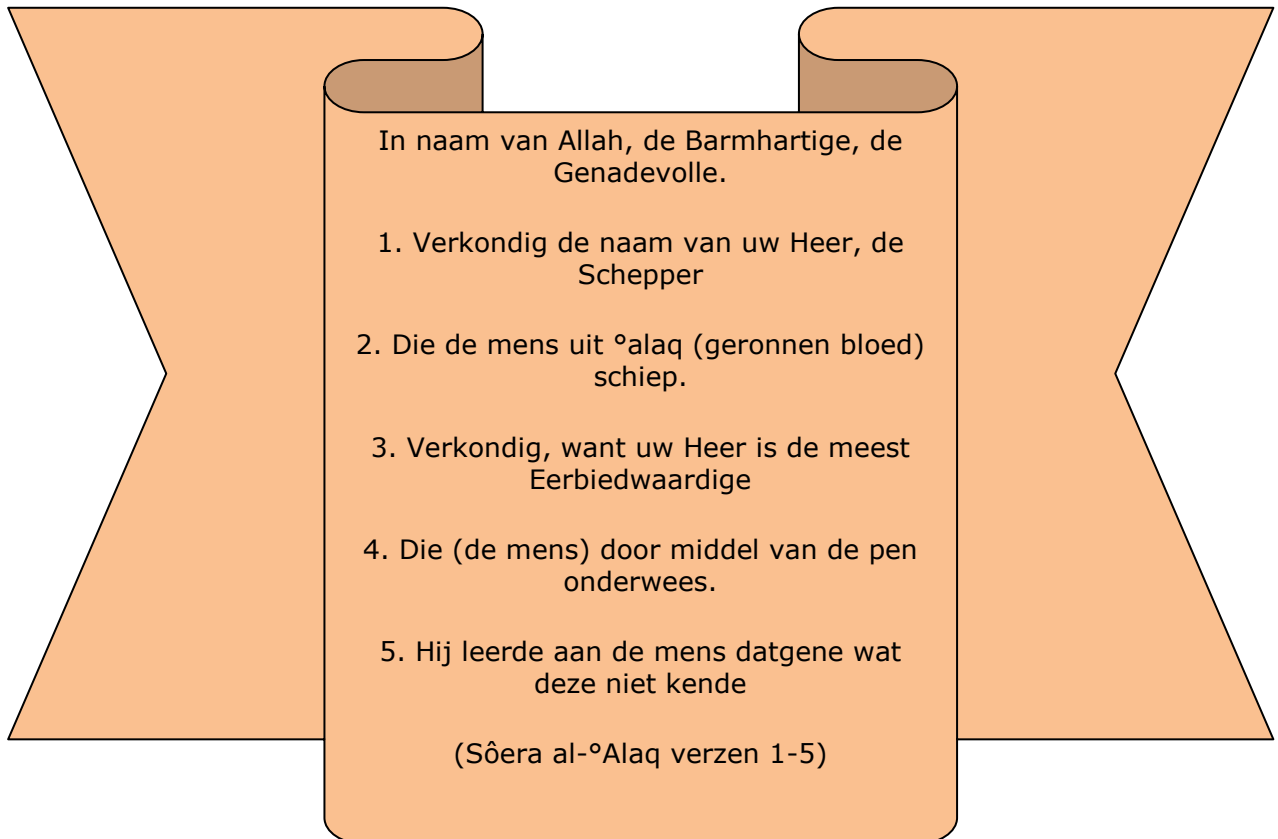 In naam van Allah, de Barmhartige, de
Genadevolle.
1. Verkondig de naam van uw Heer, de
Schepper
2. Die de mens uit °alaq (geronnen bloed)
schiep.
3. Verkondig, want uw Heer is de meest
Eerbiedwaardige
4. Die (de mens) door middel van de pen
onderwees.
5. Hij leerde aan de mens datgene wat
deze niet kende
(Sôera al-°Alaq verzen 1-5)